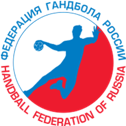 ФЕДЕРАЦИЯ ГАНДБОЛА РОССИИ
HANDBALL FEDERATION OF RUSSIA